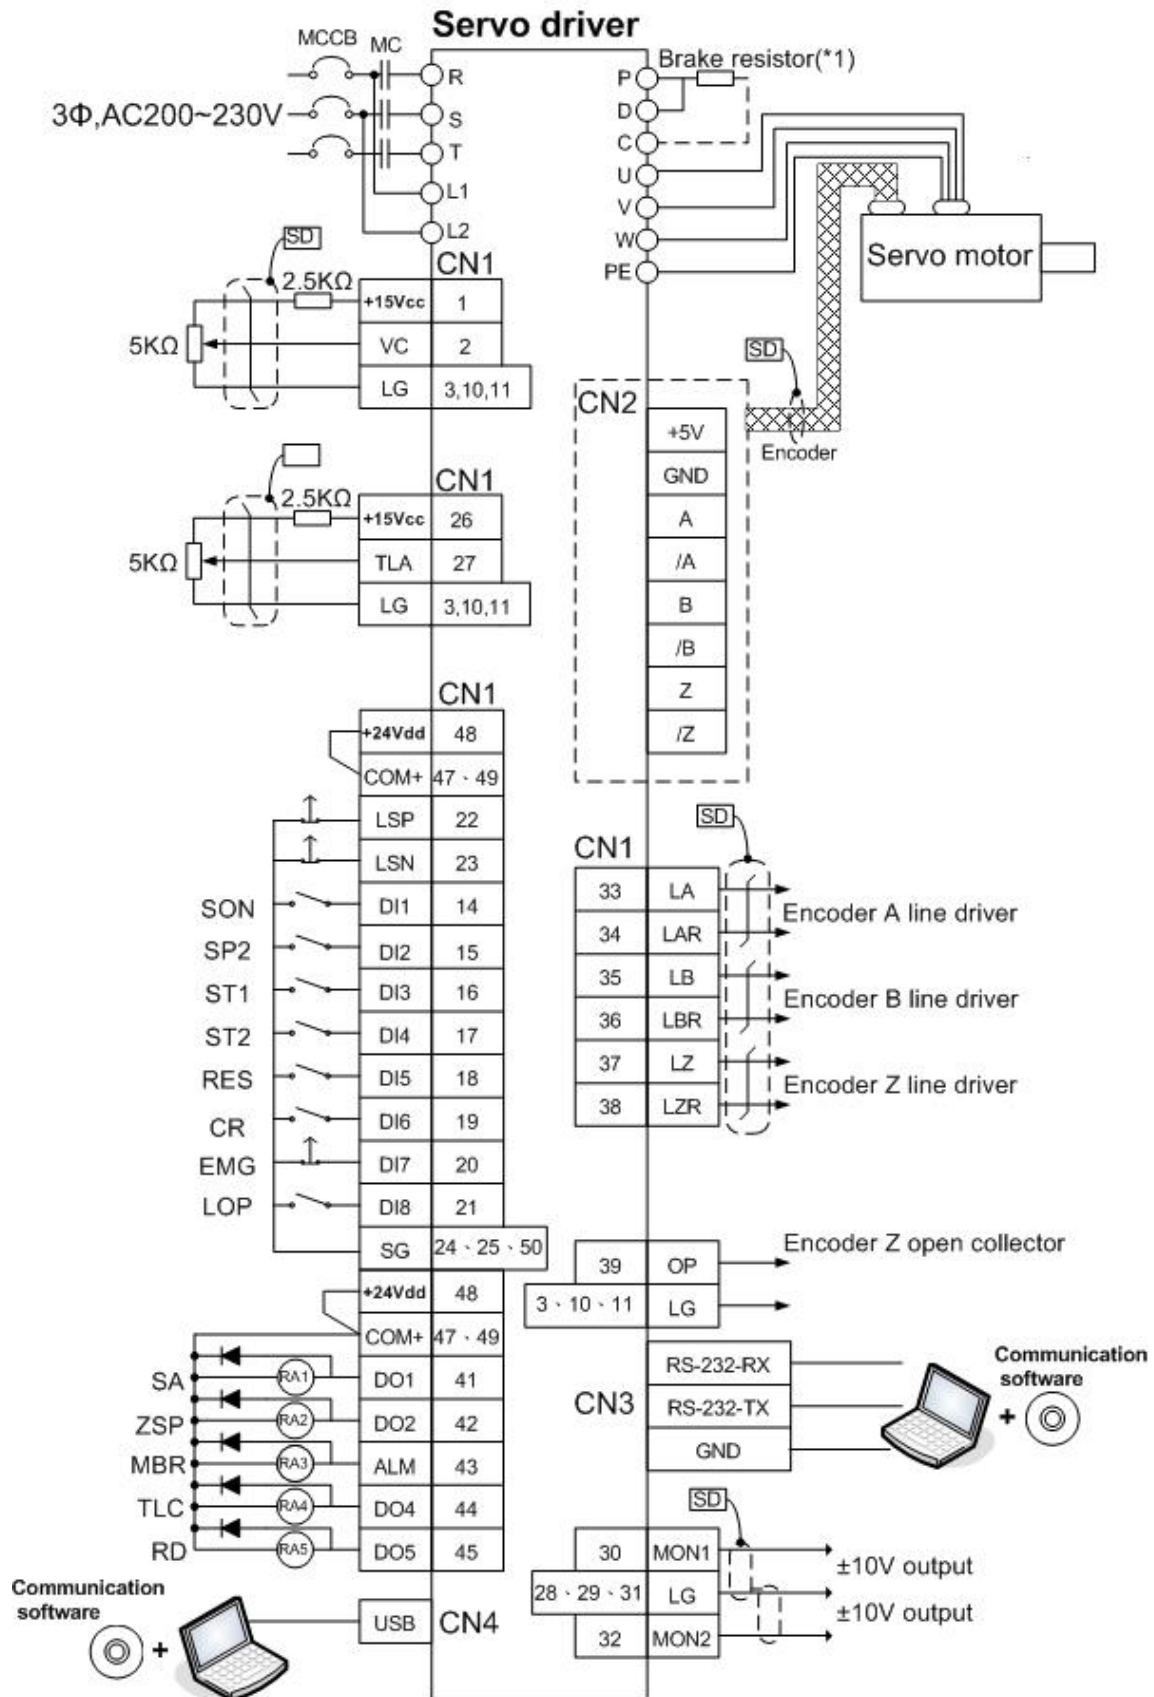 Servo driver
MCCB MC
3Φ,AC200~230V
R
S
T
L1
L2
P
D
C
U
V
W
PE
Brake resistor(*1)
Servo motor
SD
CN1
2.5KΩ
5KΩ
+15Vcc 1
VC 2
LG 3,10,11
CN1
2.5KΩ
5KΩ
+15Vcc 26
TLA 27
LG 3,10,11
SD
Encoder
CN2
+5V
GND
A
/A
B
/B
Z
/Z
CN1
+24Vdd 48
COM+ 47、49
LSP 22
LSN 23
SON DI1 14
SP2 DI2 15
ST1 DI3 16
ST2 DI4 17
RES DI5 18
CR DI6 19
EMG DI7 20
LOP DI8 21
SG 24、25、50
+24Vdd 48
COM+ 47、49
SA RA1 DO1 41
ZSP RA2 DO2 42
MBR RA3 ALM 43
TLC RA4 DO4 44
RD RA5 DO5 45
Communication
software
+
USB CN4
SD
CN1
33 LA
34 LAR
Encoder A line driver
35 LB
36 LBR
Encoder B line driver
37 LZ
38 LZR
Encoder Z line driver
39 OP
Encoder Z open collector
3、10、11 LG
CN3
RS-232-RX
RS-232-TX
GND
Communication
software
+
SD
30 MON1
±10V output
28、29、31 LG
±10V output
32 MON2